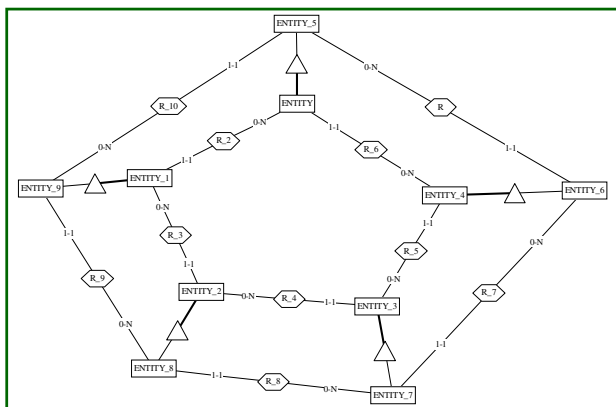 ENTITY_5
0-N
0-N
1-1
ENTITY
R_10
R
0-N
1-1
R_2
R_6
0-N
1-1
1-1
0-N
ENTITY_1
ENTITY_9
ENTITY_4
ENTITY_6
0-N
1-1
1-1
R_3
0-N
R_5
1-1
R_9
0-N
ENTITY_2
0-N
R_4
1-1
ENTITY_3
R_7
0-N
1-1
ENTITY_8
1-1
R_8
0-N
ENTITY_7